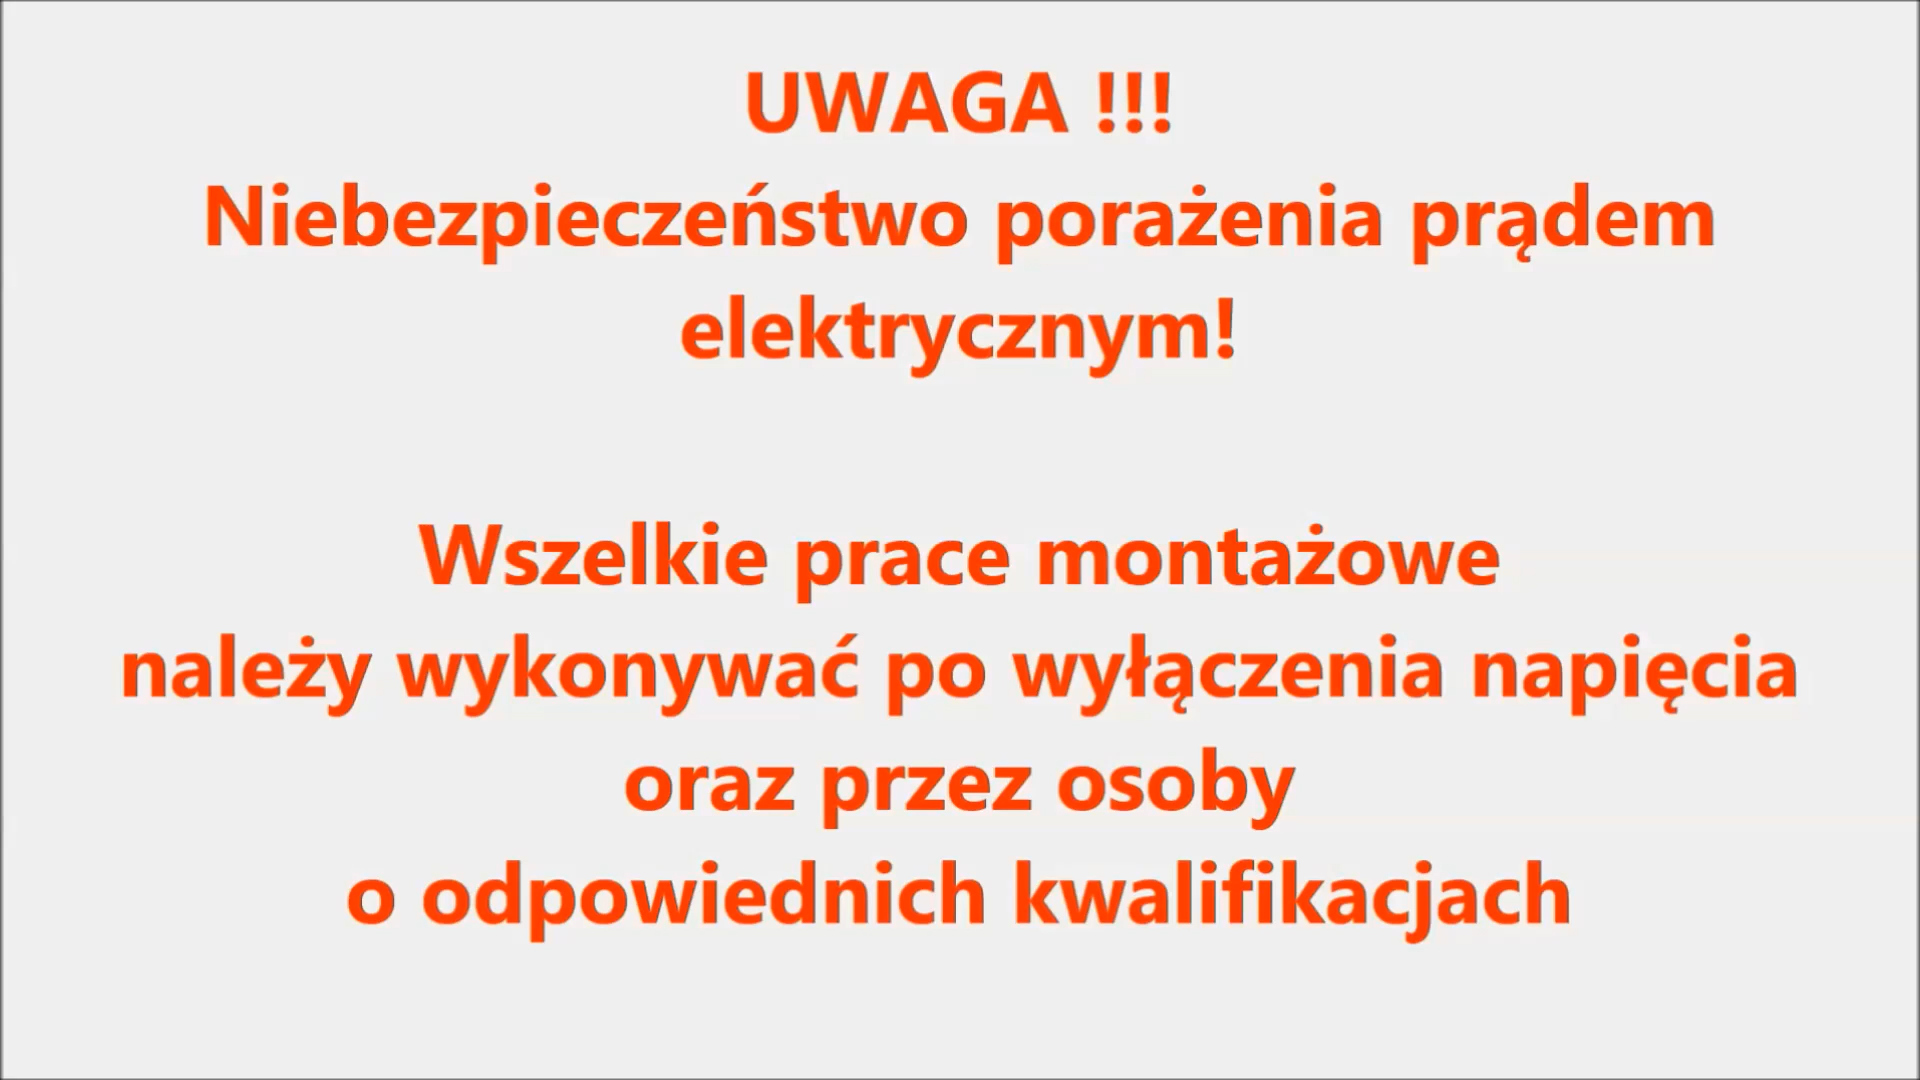 UWAGA !!!
Niebezpieczeństwo porażenia prądem
elektrycznym!
Wszelkie prace montażowe
należy wykonywać po wyłączenia napięcia
oraz przez osoby
o odpowiednich kwalifikacjach